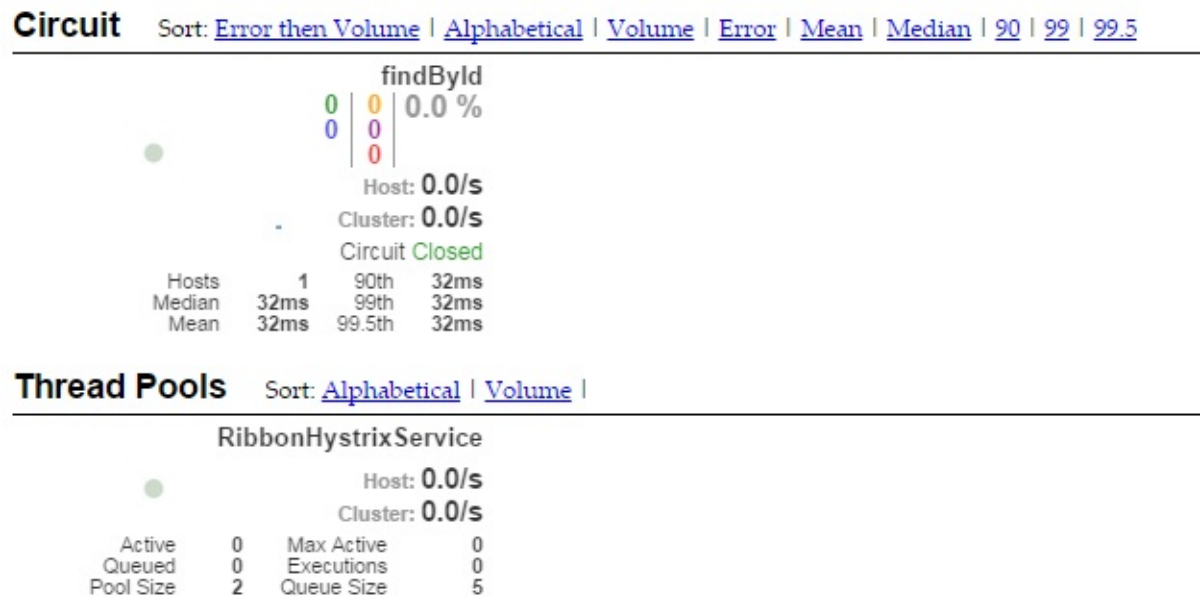 Circuit Sort: Error then Volume | Alphabetical | Volume | Error | Mean | Median | 90 | 99 | 99.5
findById
0 0 0.0 %
0 0
0
Host: 0.0/s
Cluster: 0.0/s
Circuit Closed
Hosts 1 90th 32ms
Median 32ms 99th 32ms
Mean 32ms 99.5th 32ms
Thread Pools Sort: Alphabetical | Volume |
RibbonHystrixService
Host: 0.0/s
Cluster: 0.0/s
Active 0 Max Active 0
Queued 0 Executions 0
Pool Size 2 Queue Size 5